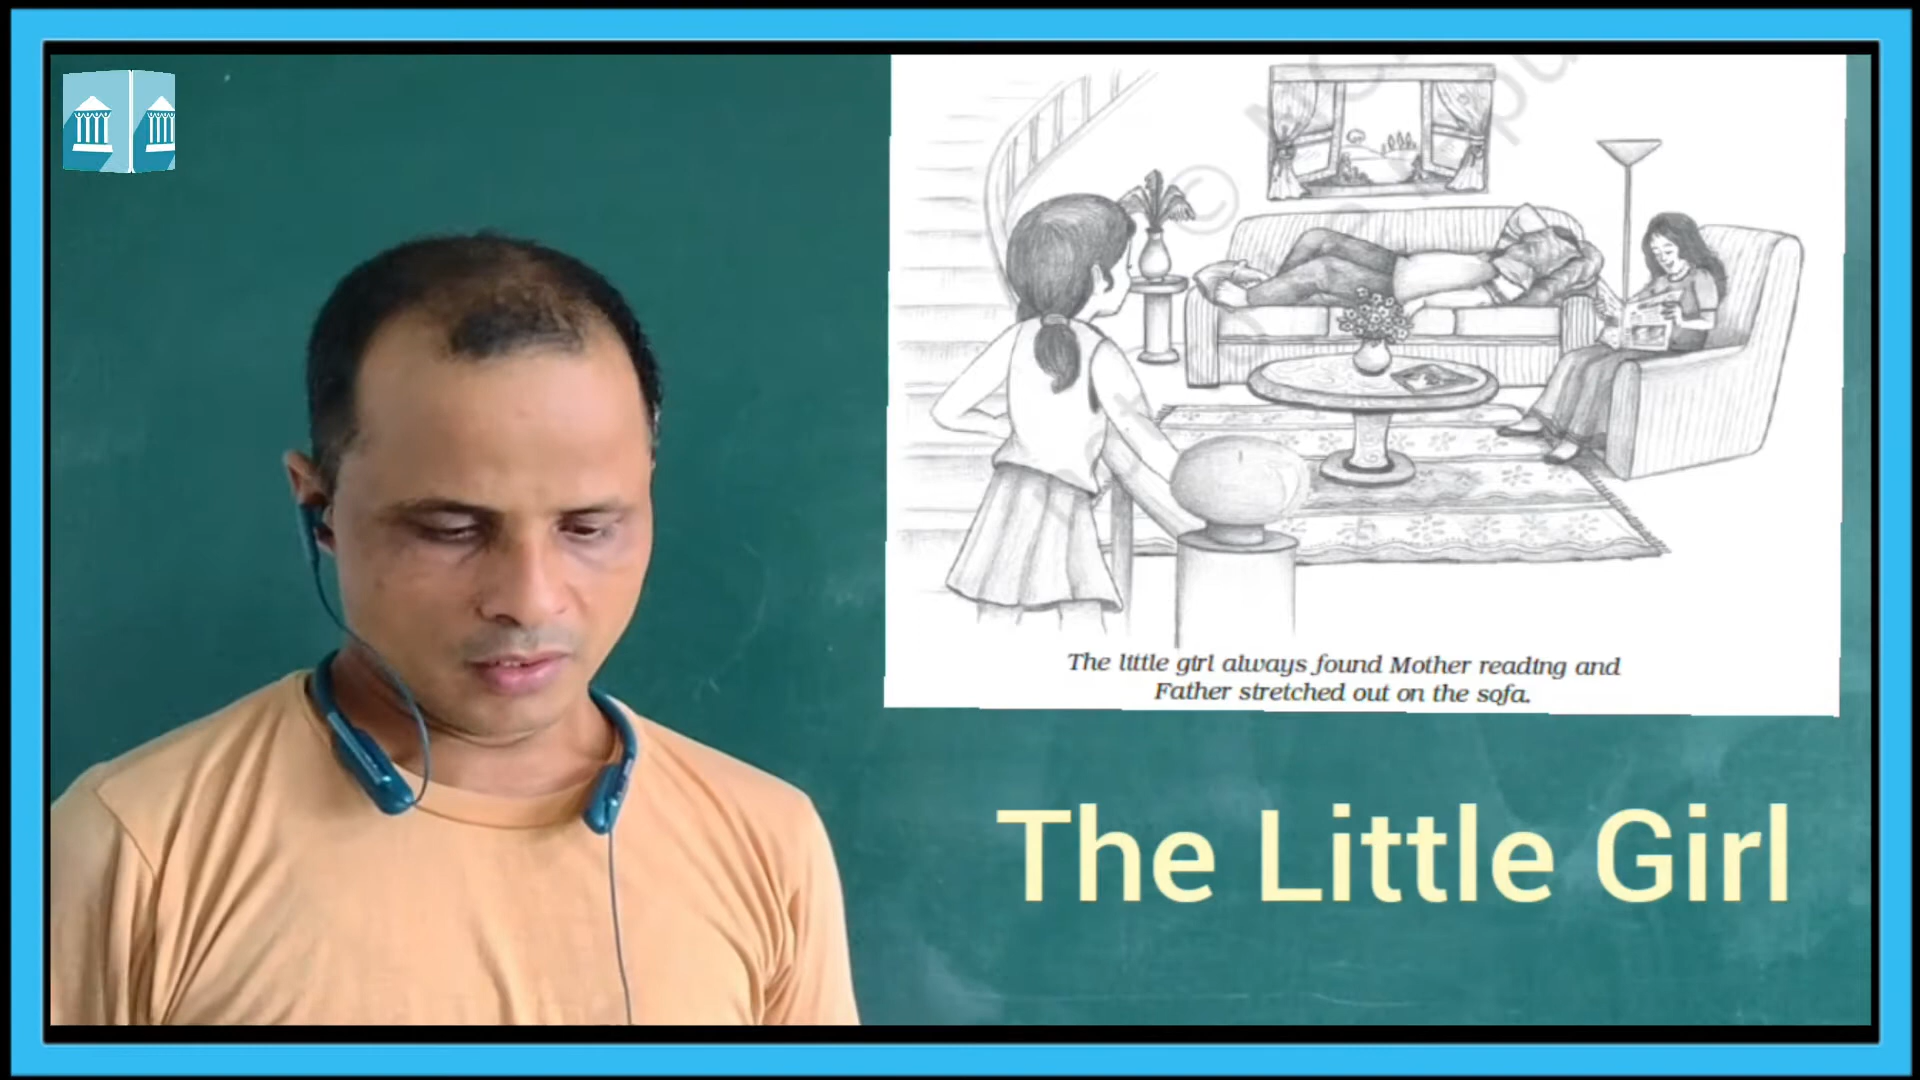 The little girl always found Mother reading and
Father stretched out on the sofa.
The Little Girl